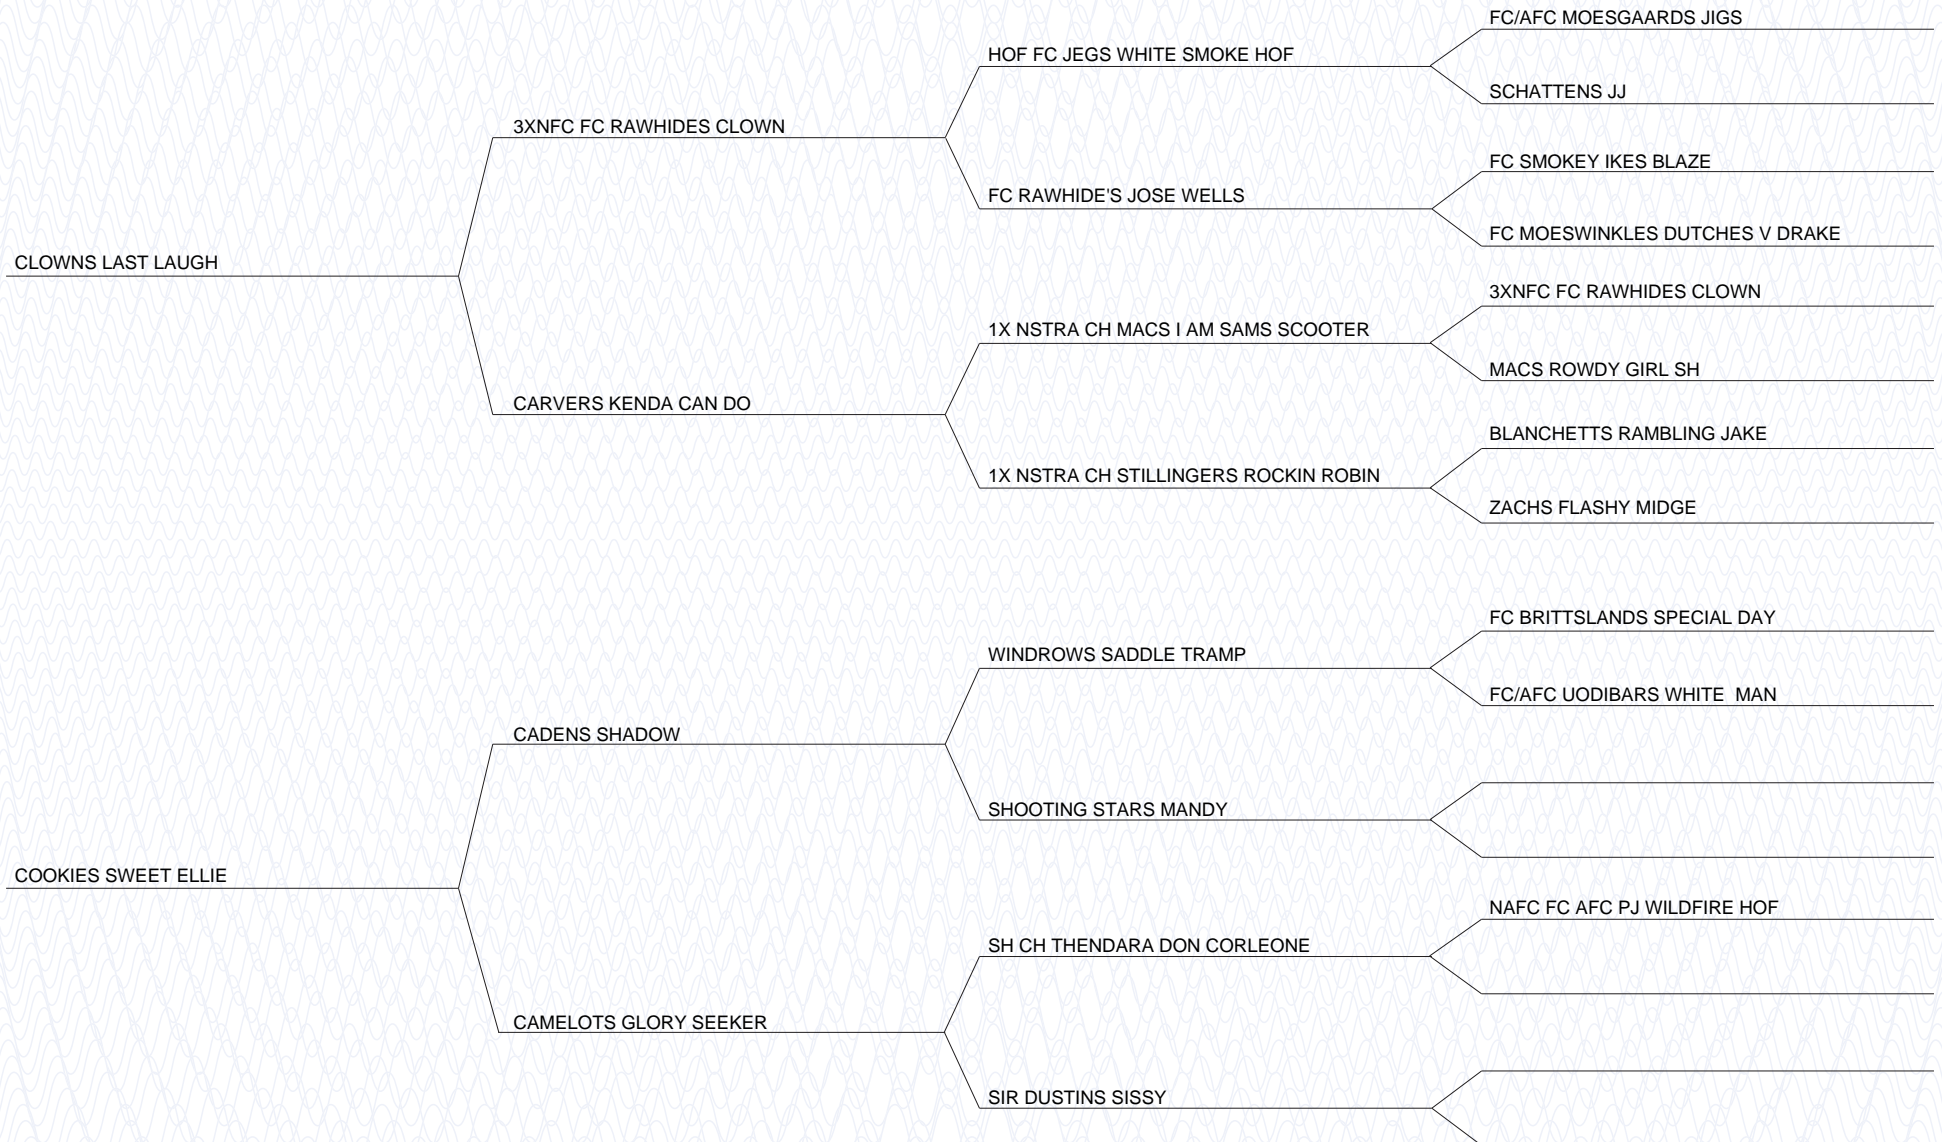 FC/AFC MOESGAARDS JIGS
HOF FC JEGS WHITE SMOKE HOF
SCHATTENS JJ
3XNFC FC RAWHIDES CLOWN
FC SMOKEY IKES BLAZE
FC RAWHIDE'S JOSE WELLS
FC MOESWINKLES DUTCHES V DRAKE
CLOWNS LAST LAUGH
3XNFC FC RAWHIDES CLOWN
1X NSTRA CH MACS I AM SAMS SCOOTER
MACS ROWDY GIRL SH
CARVERS KENDA CAN DO
BLANCHETTS RAMBLING JAKE
1X NSTRA CH STILLINGERS ROCKIN ROBIN
ZACHS FLASHY MIDGE
FC BRITTSLANDS SPECIAL DAY
WINDROWS SADDLE TRAMP
FC/AFC UODIBARS WHITE  MAN
CADENS SHADOW
SHOOTING STARS MANDY
COOKIES SWEET ELLIE
NAFC FC AFC PJ WILDFIRE HOF
SH CH THENDARA DON CORLEONE
CAMELOTS GLORY SEEKER
SIR DUSTINS SISSY